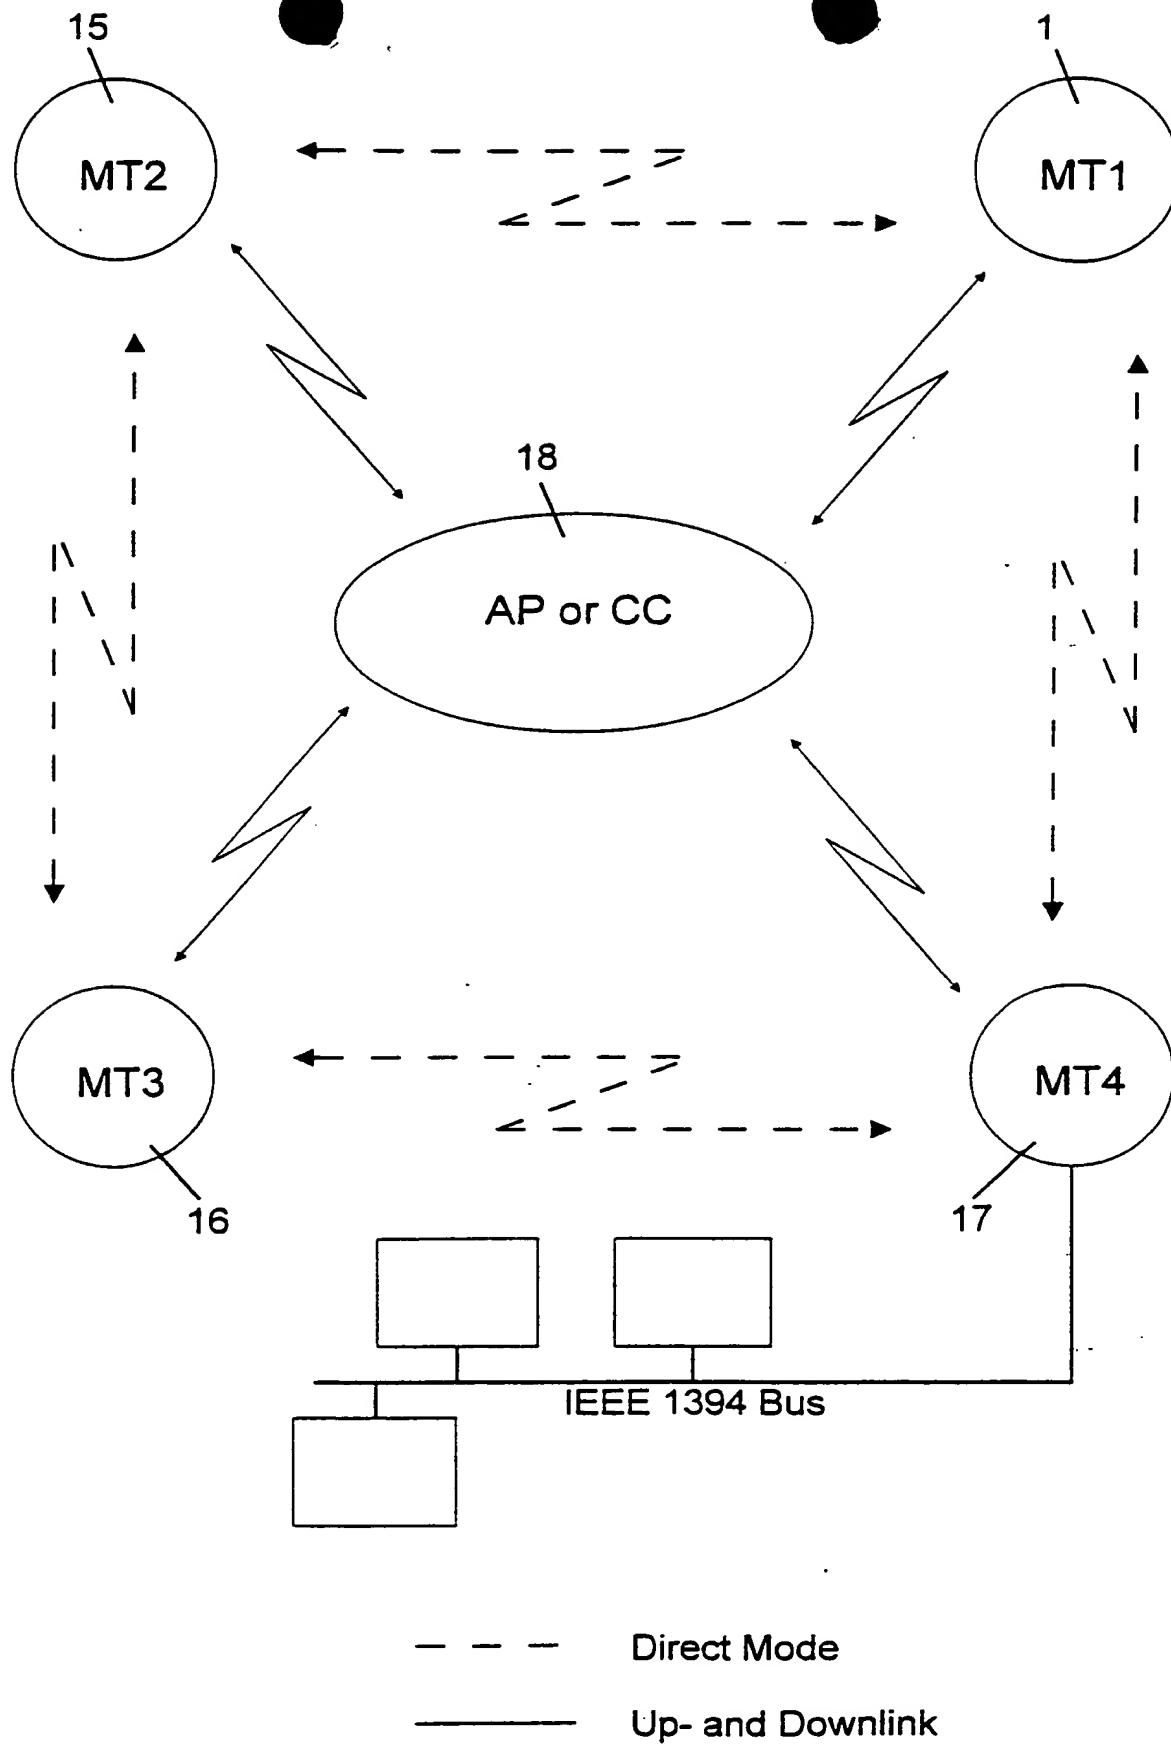 15
1
MT2
MT1
18
AP or CC
MT3
MT4
16
17
IEEE 1394 Bus
Direct Mode
Up- and Downlink